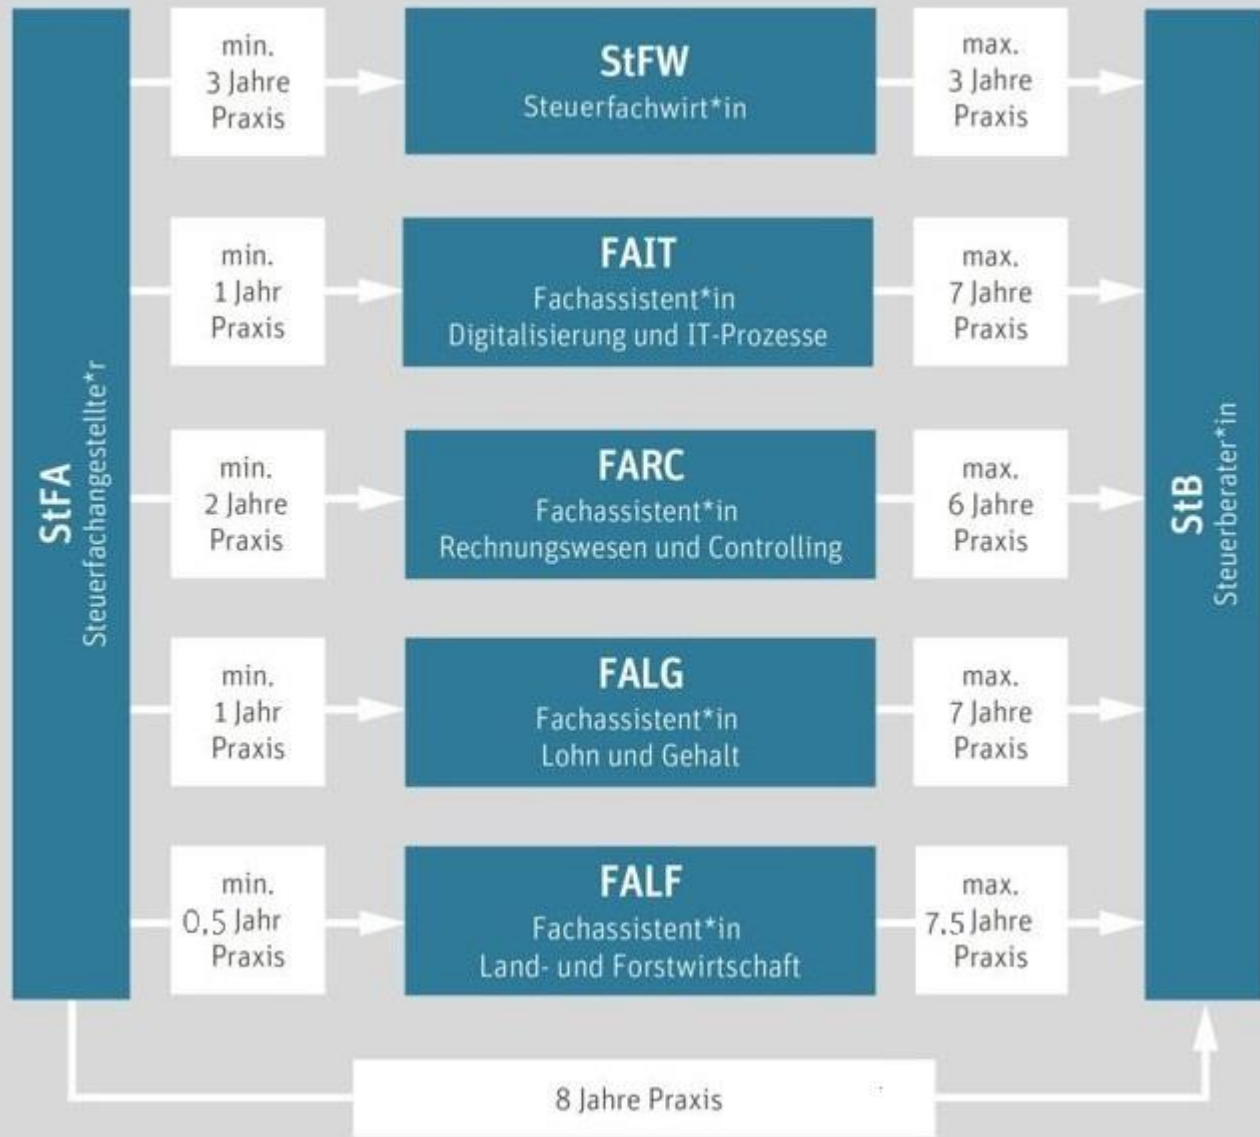 StFA
Steuerfachangestellte*r
min.
3 Jahre
Praxis
StFW
Steuerfachwirt*in
max.
3 Jahre
Praxis
min.
1 Jahr
Praxis
FAIT
Fachassistent*in
Digitalisierung und IT-Prozesse
max.
7 Jahre
Praxis
min.
2 Jahre
Praxis
FARC
Fachassistent*in
Rechnungswesen und Controlling
max.
6 Jahre
Praxis
min.
1 Jahr
Praxis
FALG
Fachassistent*in
Lohn und Gehalt
max.
7 Jahre
Praxis
min.
0,5 Jahr
Praxis
FALF
Fachassistent*in
Land- und Forstwirtschaft
max.
7.5 Jahre
Praxis
StB
Steuerberater*in
8 Jahre Praxis